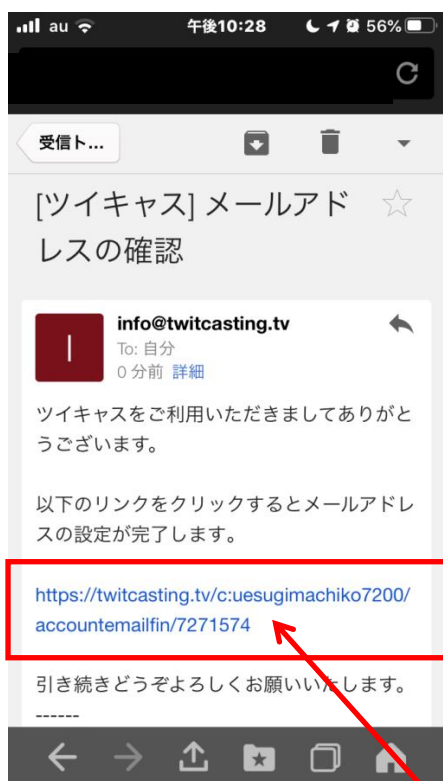 au 午後10:28 56%
受信ト...
[ツイキャス] メールアド
レスの確認
I
info@twitcasting.tv
To: 自分
0 分前 詳細
ツイキャスをご利用いただきましてありがと
うございます。
以下のリンクをクリックするとメールアドレ
スの設定が完了します。
https://twitcasting.tv/c:uesugimachiko7200/
accountemailfin/7271574
引き続きどうぞよろしくお願いいたします。
------